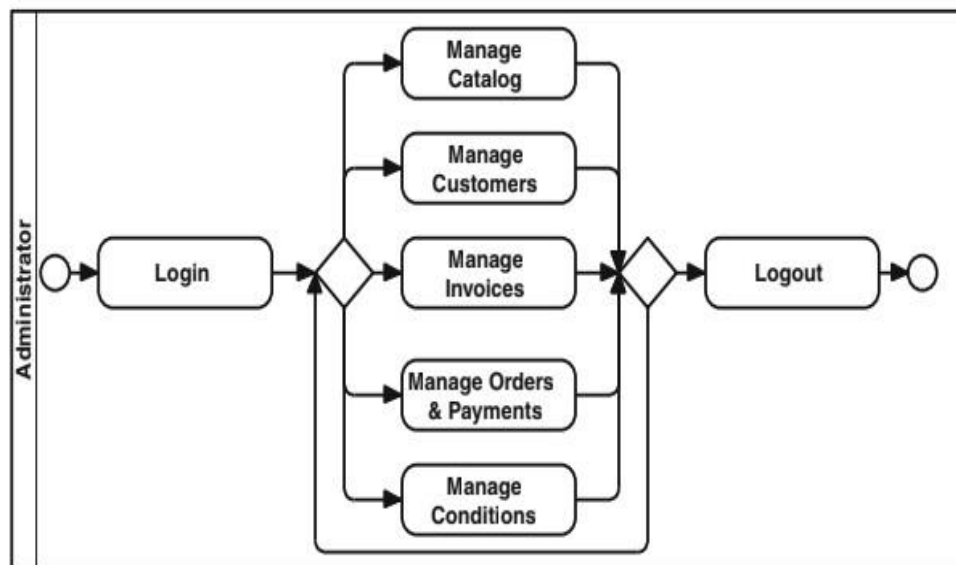 Administrator
Login
Manage
Catalog
Manage
Customers
Manage
Invoices
Manage Orders
& Payments
Manage
Conditions
Logout